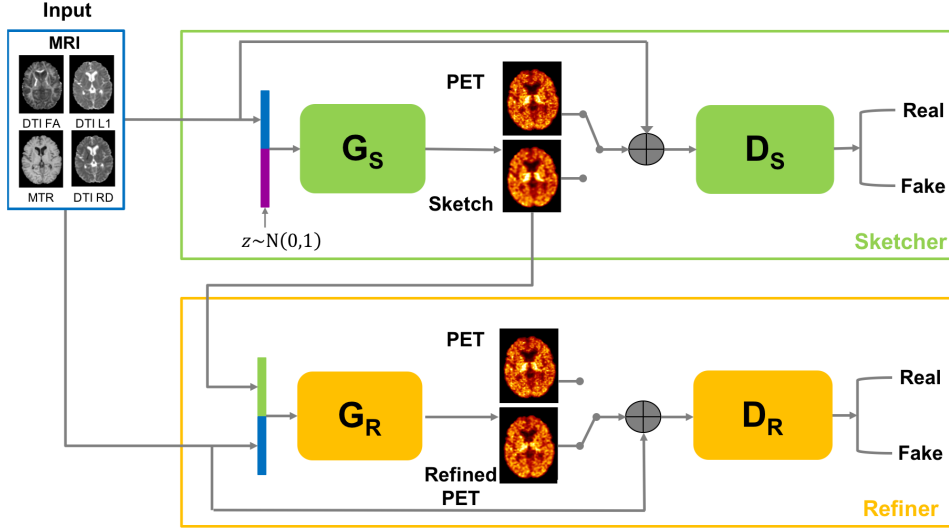 Input
MRI
DTI FA DTI L1
MTR DTI RD
z~N(0,1)
G_S
PET
Sketch
D_S
Real
Fake
Sketcher
G_R
PET
Refined
PET
D_R
Real
Fake
Refiner